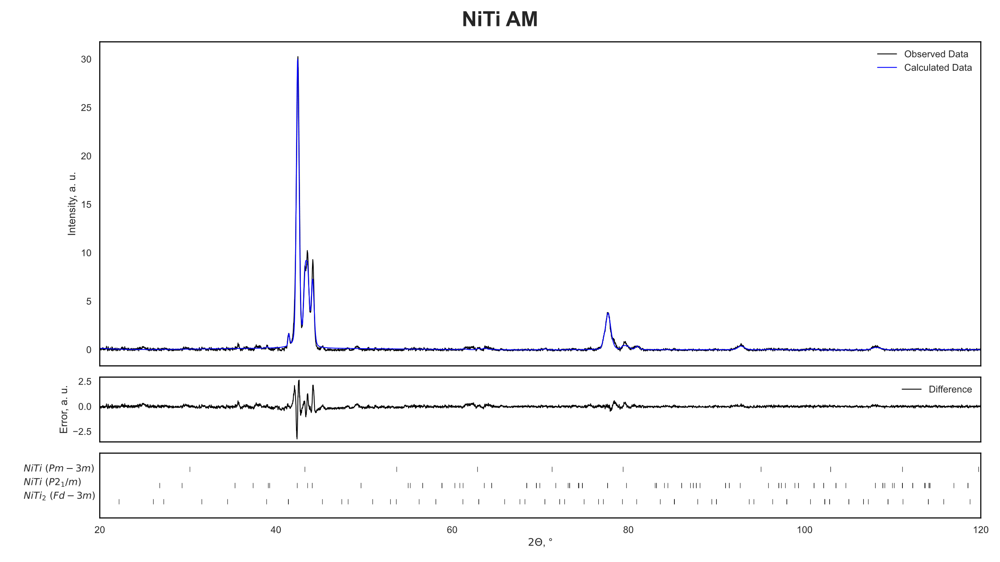 NiTi AM
30
25
20
15
10
5
0
Intensity, a. u.
Observed Data
Calculated Data
2.5
0.0
−2.5
Error, a. u.
Difference
NiTi (Pm − 3m)
NiTi (P2₁/m)
NiTi₂ (Fd − 3m)
20 40 60 80 100 120
2Θ, °